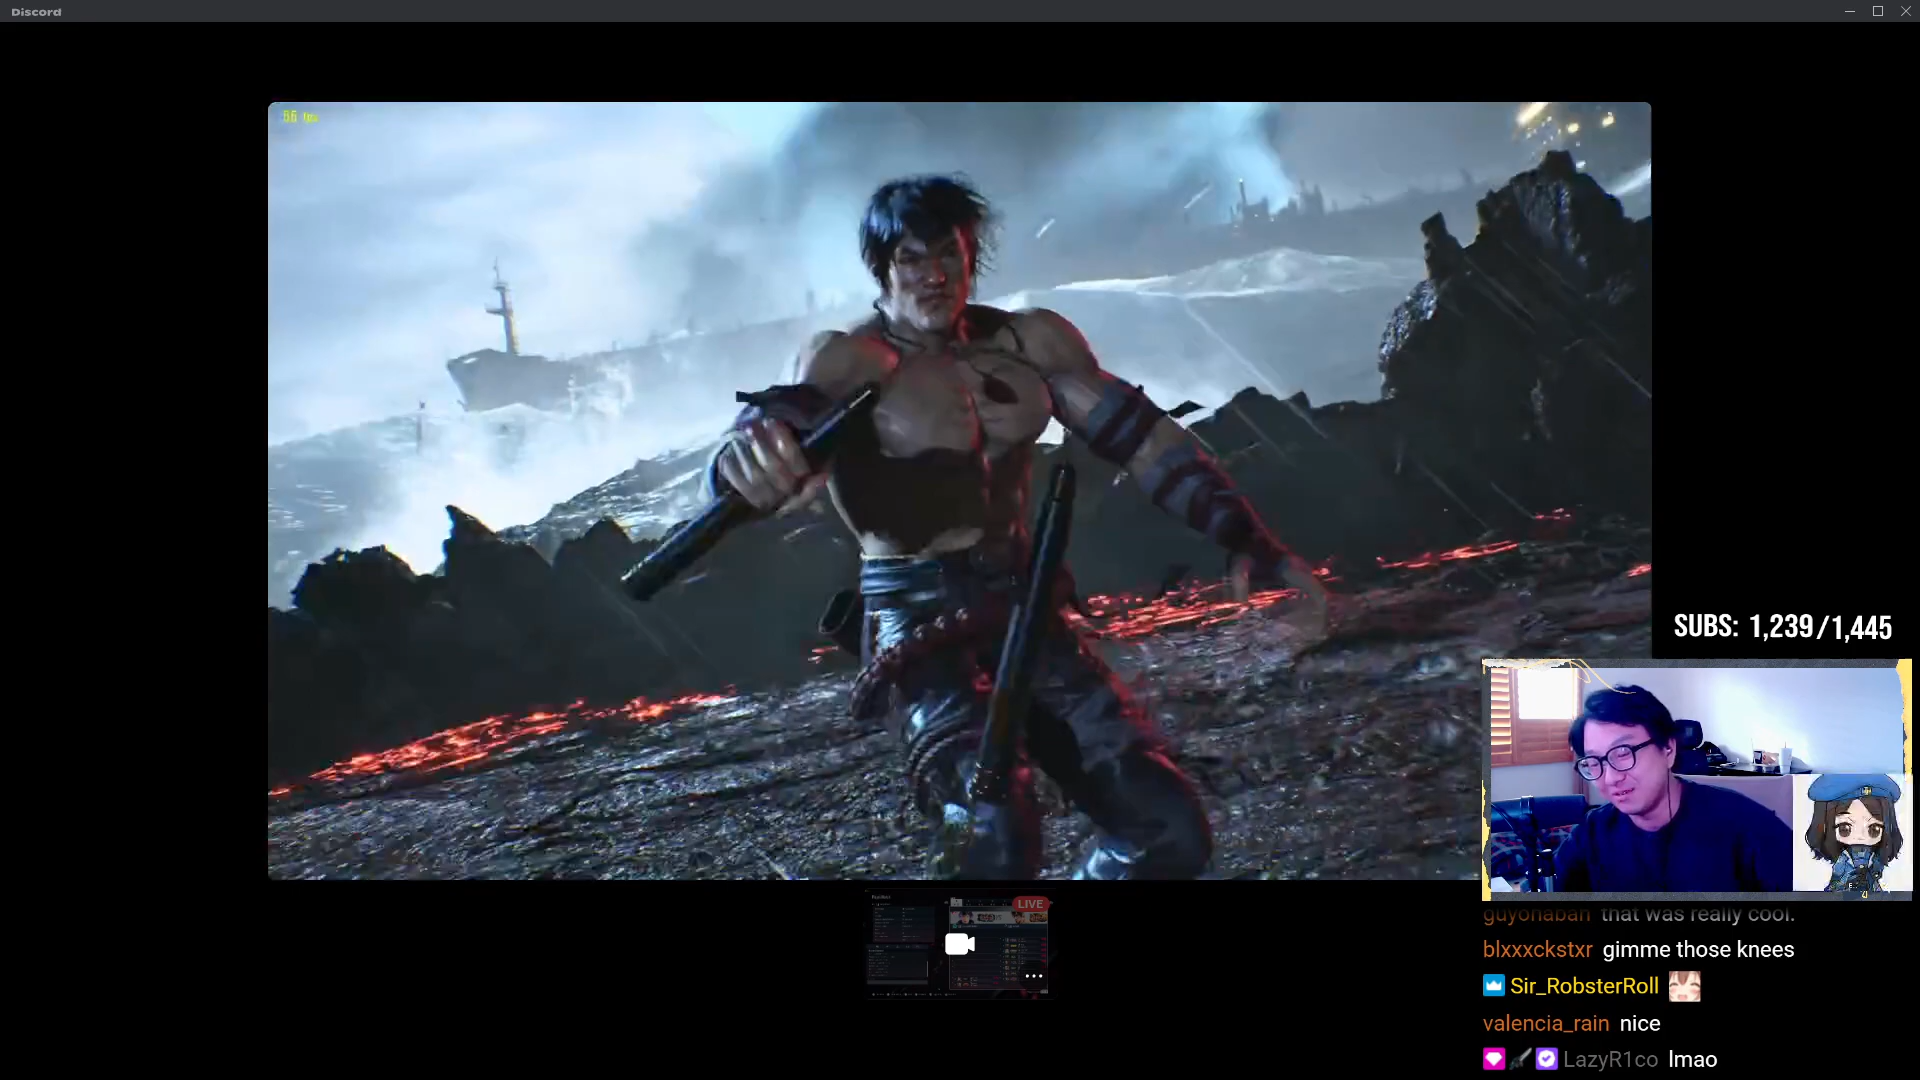 Discord
SUBS: 1,239/1,445
LIVE
guyonaban that was really cool.
blxxxckstxr gimme those knees
Sir_RobsterRoll
valencia_rain nice
LazyR1co lmao